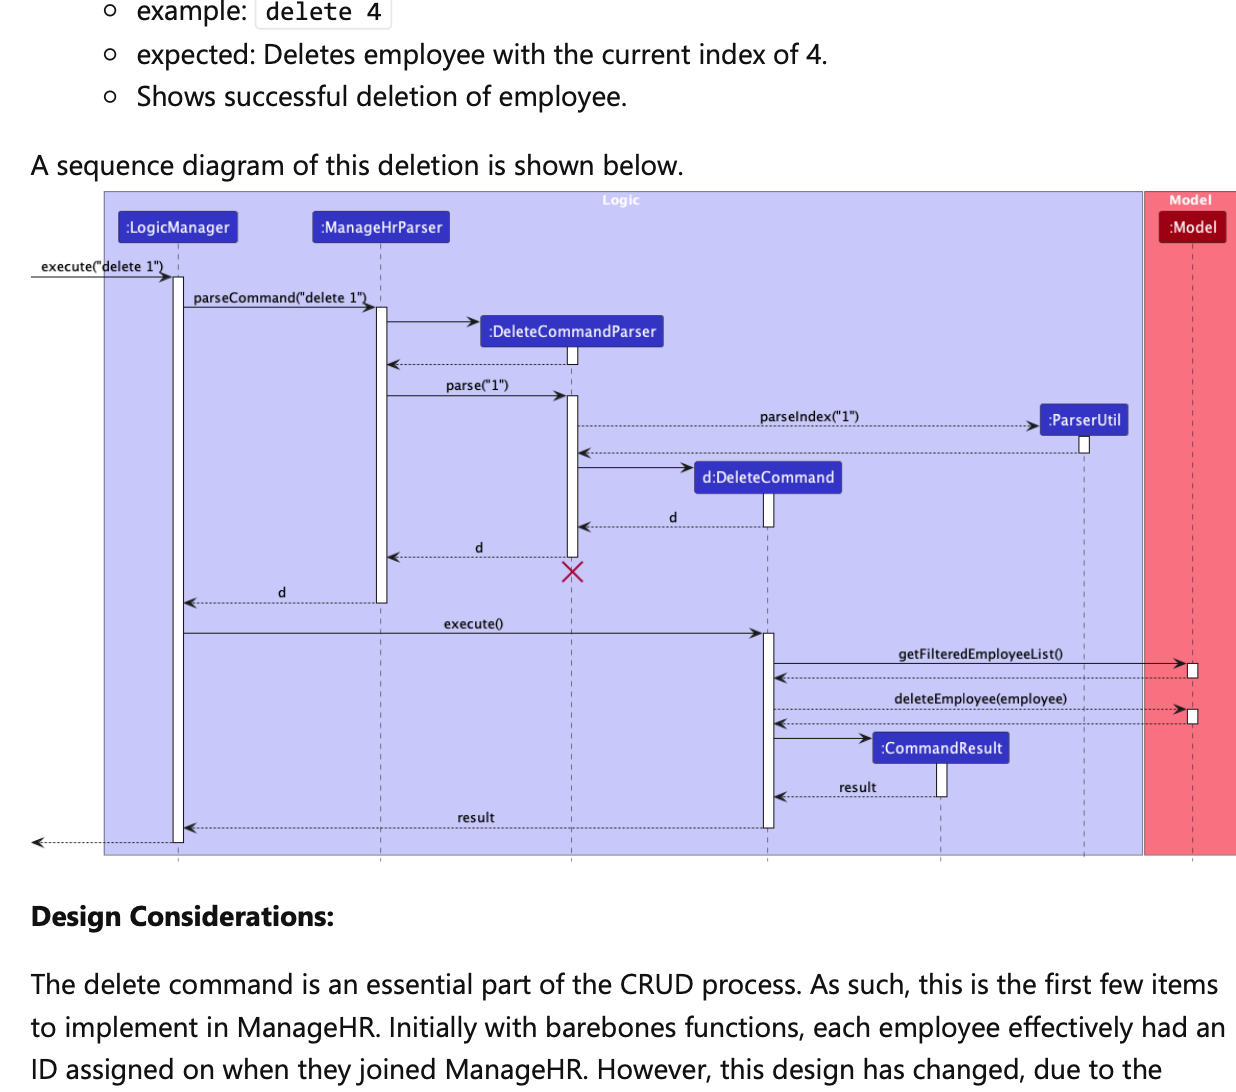 example: delete 4
expected: Deletes employee with the current index of 4.
Shows successful deletion of employee.
A sequence diagram of this deletion is shown below.
Logic
Model
:LogicManager
:ManageHrParser
:Model
execute("delete 1")
parseCommand("delete 1")
:DeleteCommandParser
parse("1")
parseIndex("1")
:ParserUtil
d:DeleteCommand
d
d
d
execute()
getFilteredEmployeeList()
deleteEmployee(employee)
:CommandResult
result
result
Design Considerations:
The delete command is an essential part of the CRUD process. As such, this is the first few items
to implement in ManageHR. Initially with barebones functions, each employee effectively had an
ID assigned on when they joined ManageHR. However, this design has changed, due to the